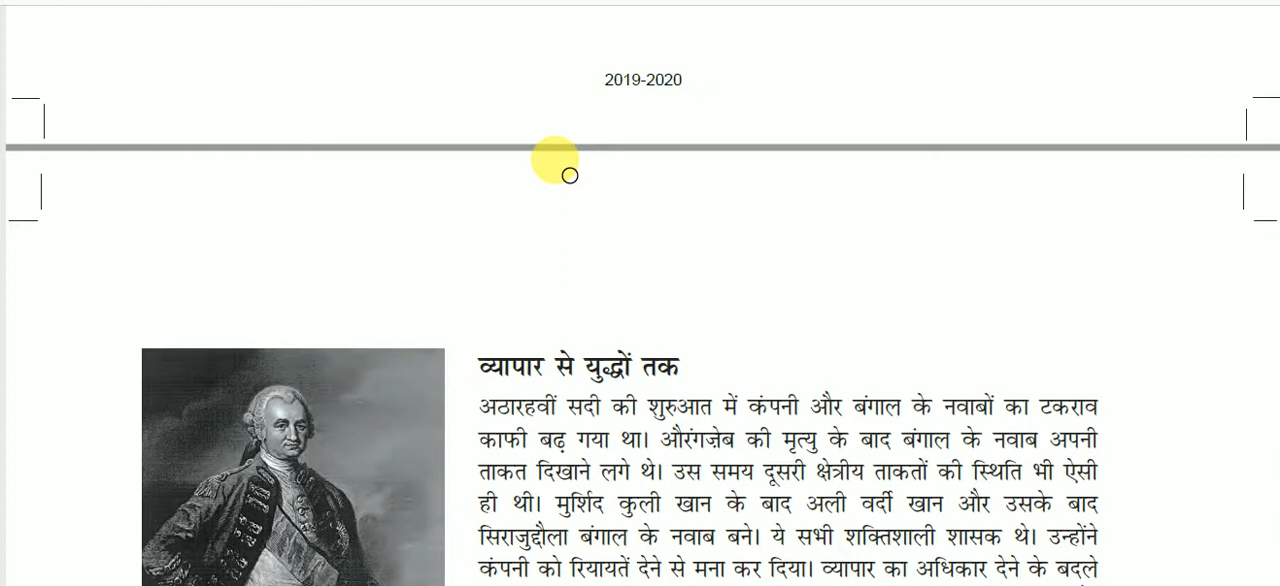 2019-2020
व्यापार से युद्धों तक
अठारहवीं सदी की शुरुआत में कंपनी और बंगाल के नवाबों का टकराव
काफी बढ़ गया था। औरंगज़ेब की मृत्यु के बाद बंगाल के नवाब अपनी
ताकत दिखाने लगे थे। उस समय दूसरी क्षेत्रीय ताकतों की स्थिति भी ऐसी
ही थी। मुर्शिद कुली खान के बाद अली वर्दी खान और उसके बाद
सिराजुद्दौला बंगाल के नवाब बने। ये सभी शक्तिशाली शासक थे। उन्होंने
कंपनी को रियायतें देने से मना कर दिया। व्यापार का अधिकार देने के बदले